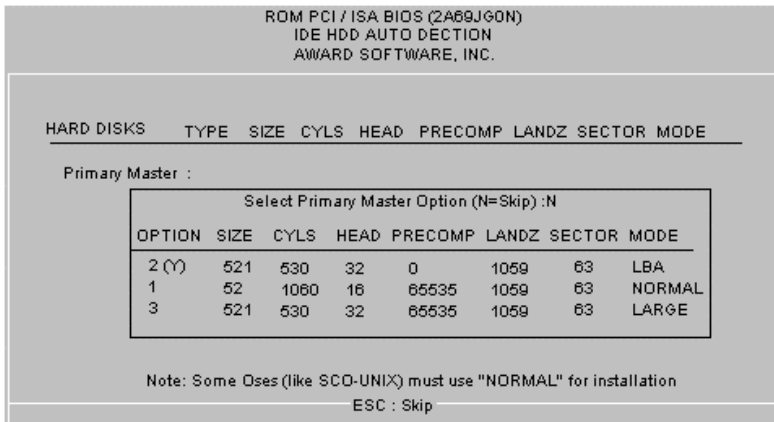 ROM PCI / ISA BIOS (2A69JG0N)
IDE HDD AUTO DECTION
AWARD SOFTWARE, INC.
HARD DISKS TYPE SIZE CYLS HEAD PRECOMP LANDZ SECTOR MODE
Primary Master :
Select Primary Master Option (N=Skip) :N
OPTION SIZE CYLS HEAD PRECOMP LANDZ SECTOR MODE
2 (Y) 521 530 32 0 1059 63 LBA
1 52 1060 16 65535 1059 63 NORMAL
3 521 530 32 65535 1059 63 LARGE
Note: Some Oses (like SCO-UNIX) must use "NORMAL" for installation
ESC : Skip